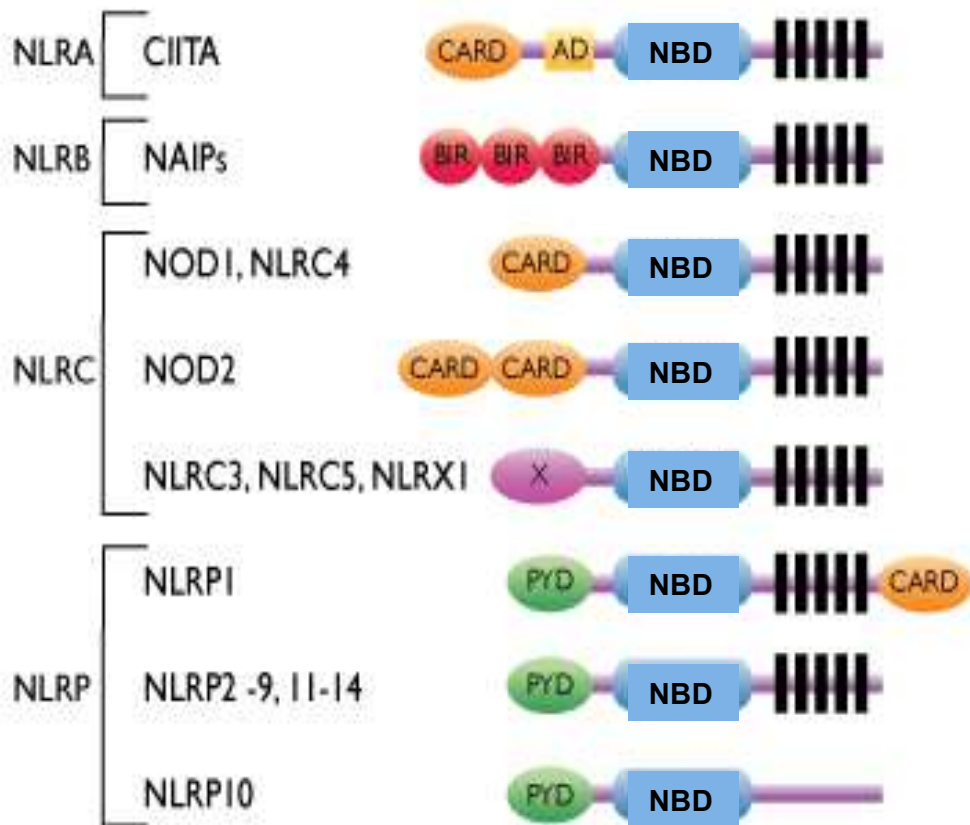 NLRA CIITA CARD AD NBD
NLRB NAIPs BIR BIR BIR NBD
NOD1, NLRC4 CARD NBD
NLRC NOD2 CARD CARD NBD
NLRC3, NLRC5, NLRX1 X NBD
NLRP1 PYD NBD CARD
NLRP NLRP2 -9, 11-14 PYD NBD
NLRP10 PYD NBD